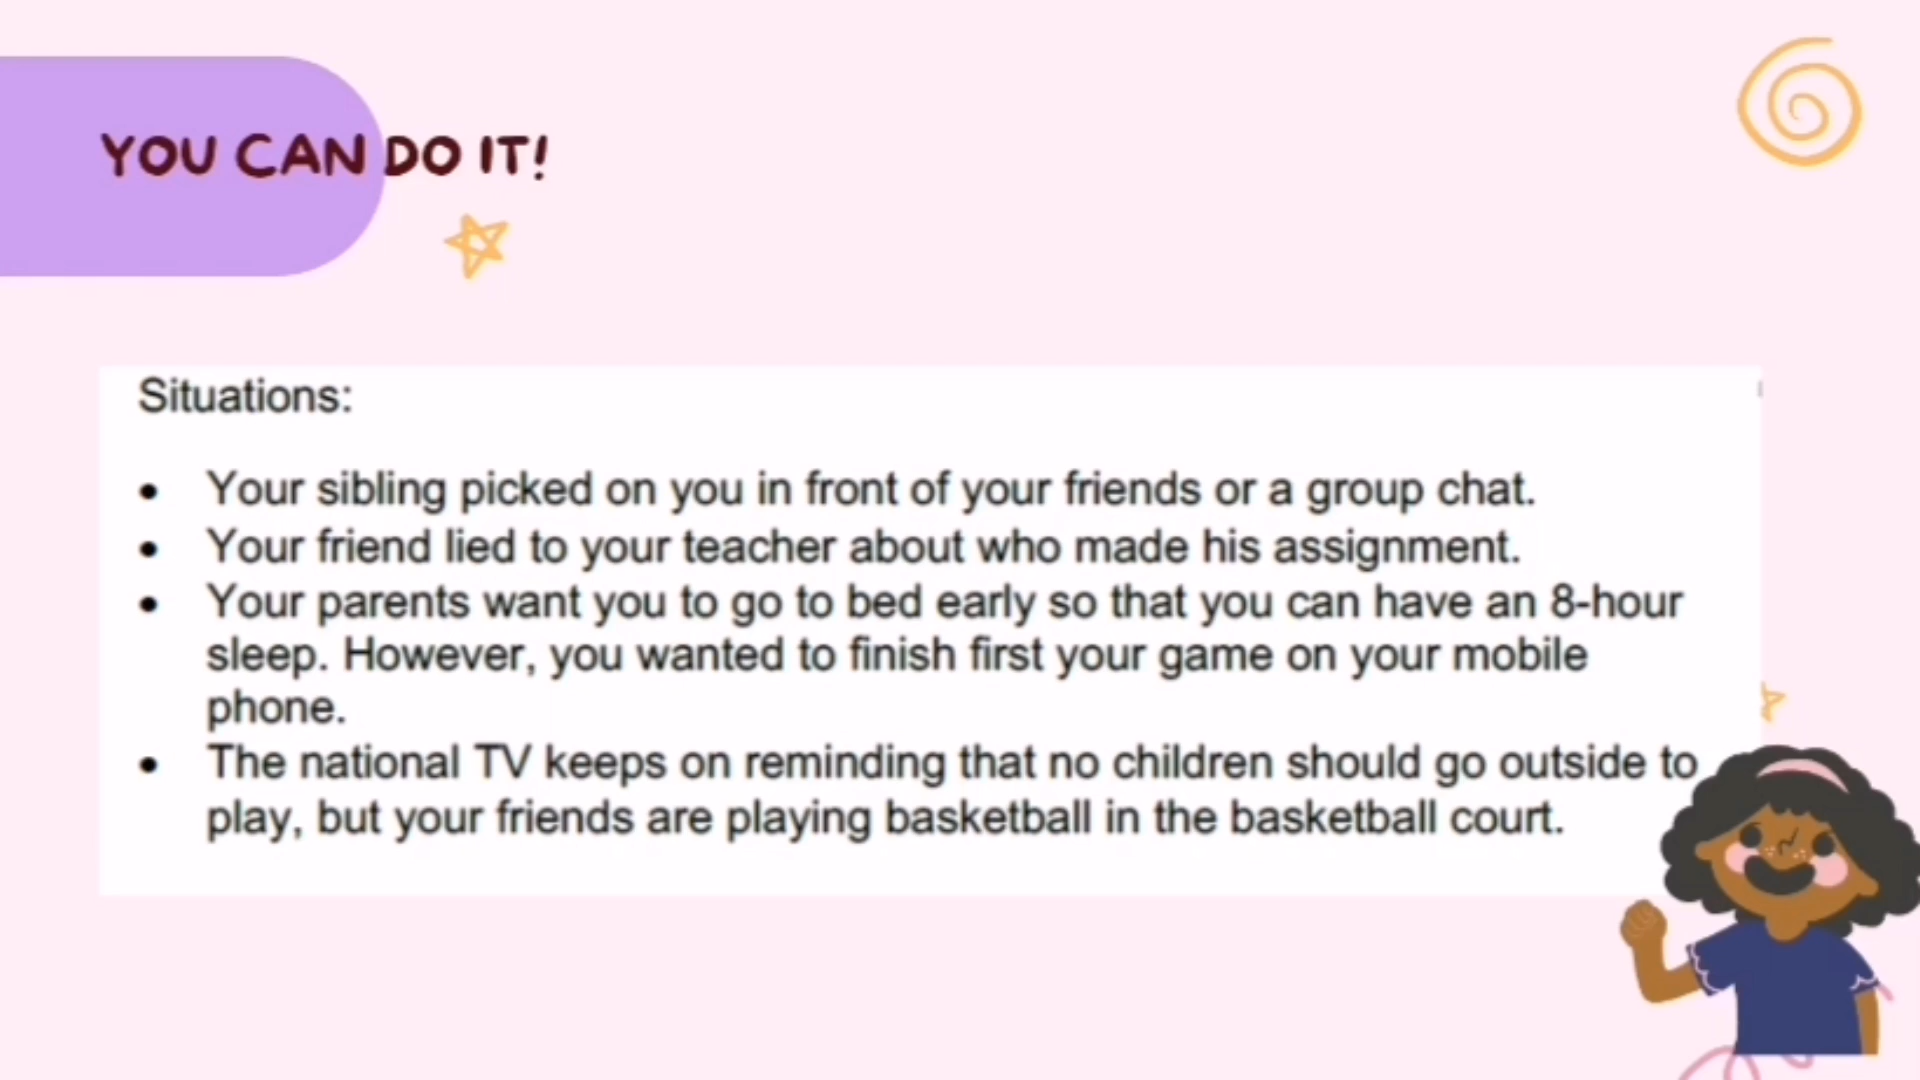 YOU CAN DO IT!
Situations:
• Your sibling picked on you in front of your friends or a group chat.
• Your friend lied to your teacher about who made his assignment.
• Your parents want you to go to bed early so that you can have an 8-hour
sleep. However, you wanted to finish first your game on your mobile
phone.
• The national TV keeps on reminding that no children should go outside to
play, but your friends are playing basketball in the basketball court.